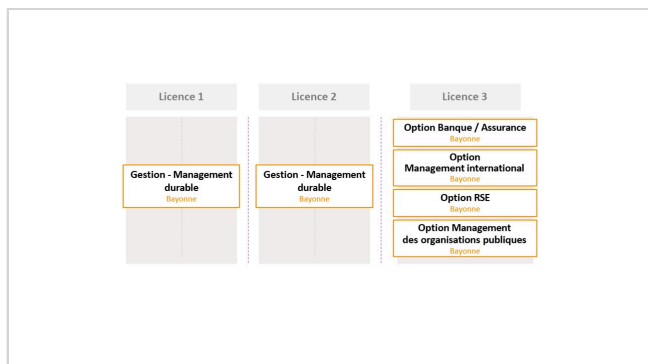 Licence 1
Licence 2
Licence 3
Gestion - Management
durable
Bayonne
Gestion - Management
durable
Bayonne
Option Banque / Assurance
Bayonne
Option
Management international
Bayonne
Option RSE
Bayonne
Option Management
des organisations publiques
Bayonne